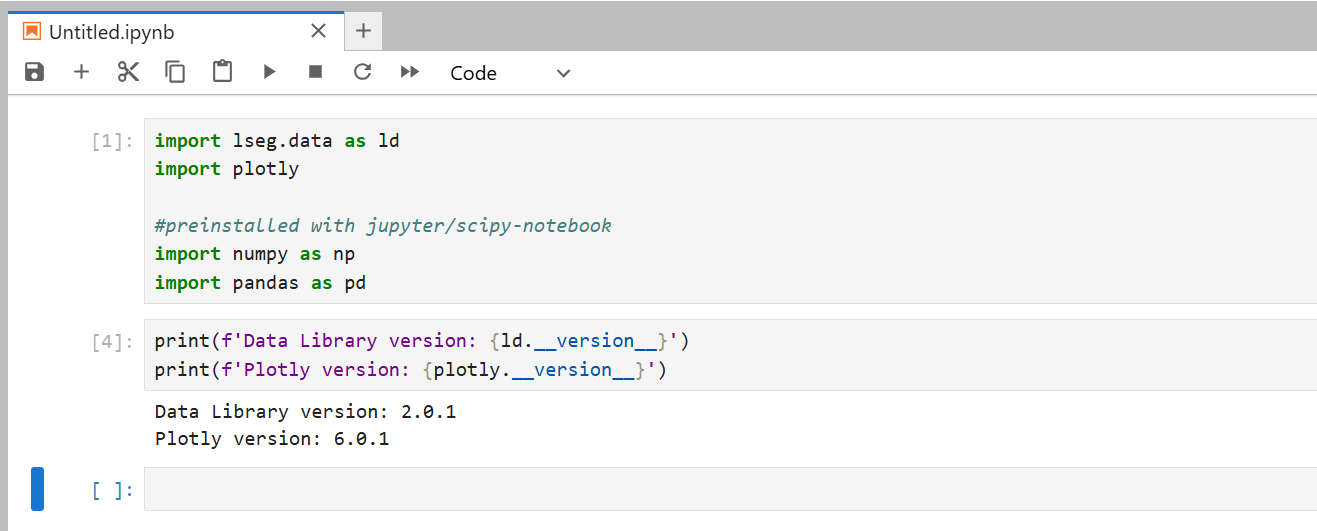 Untitled.ipynb
Code
[1]:
import lseg.data as ld
import plotly
#preinstalled with jupyter/scipy-notebook
import numpy as np
import pandas as pd
[4]:
print(f'Data Library version: {ld.__version__}')
print(f'Plotly version: {plotly.__version__}')
Data Library version: 2.0.1
Plotly version: 6.0.1
[ ]: